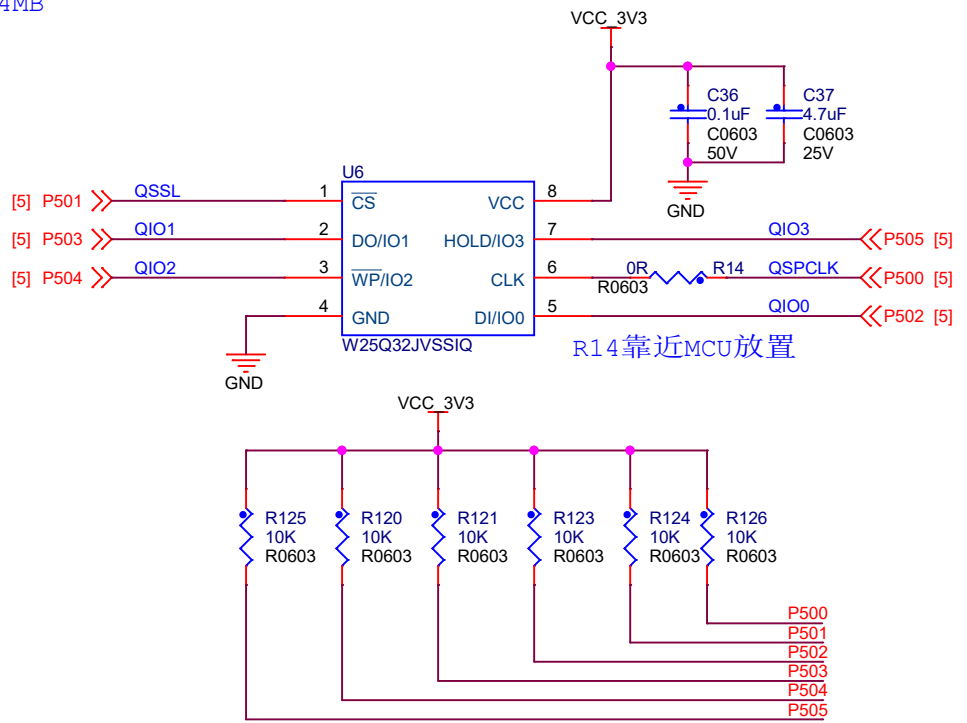 4MB
VCC_3V3
C36
0.1uF
C0603
50V
C37
4.7uF
C0603
25V
GND
U6
[5] P501 QSSL 1 CS VCC 8
[5] P503 QIO1 2 DO/IO1 HOLD/IO3 7 QIO3 P505 [5]
[5] P504 QIO2 3 WP/IO2 CLK 6 0R R14 QSPCLK P500 [5]
R0603
4 GND DI/IO0 5 QIO0 P502 [5]
W25Q32JVSSIQ
R14靠近MCU放置
GND
VCC_3V3
R125
10K
R0603
R120
10K
R0603
R121
10K
R0603
R123
10K
R0603
R124
10K
R0603
R126
10K
R0603
P500
P501
P502
P503
P504
P505